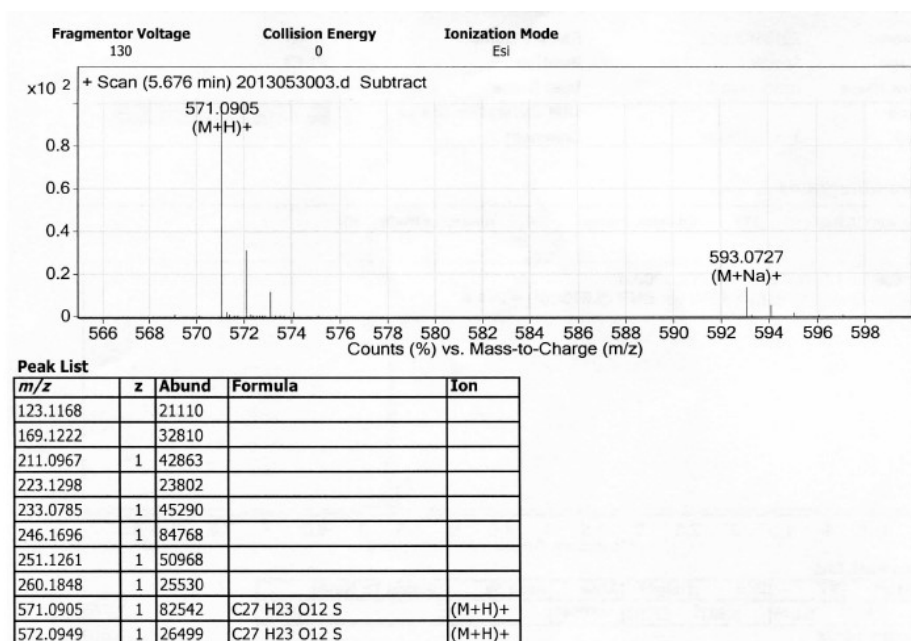 Fragmentor Voltage Collision Energy Ionization Mode
130 0 Esi
x10 2
+ Scan (5.676 min) 2013053003.d Subtract
571.0905
(M+H)+
0.8
0.6
0.4
593.0727
0.2
(M+Na)+
0
566 568 570 572 574 576 578 580 582 584 586 588 590 592 594 596 598
Counts (%) vs. Mass-to-Charge (m/z)
Peak List
m/z z Abund Formula Ion
123.1168 21110
169.1222 32810
211.0967 1 42863
223.1298 23802
233.0785 1 45290
246.1696 1 84768
251.1261 1 50968
260.1848 1 25530
571.0905 1 82542 C27 H23 O12 S (M+H)+
572.0949 1 26499 C27 H23 O12 S (M+H)+